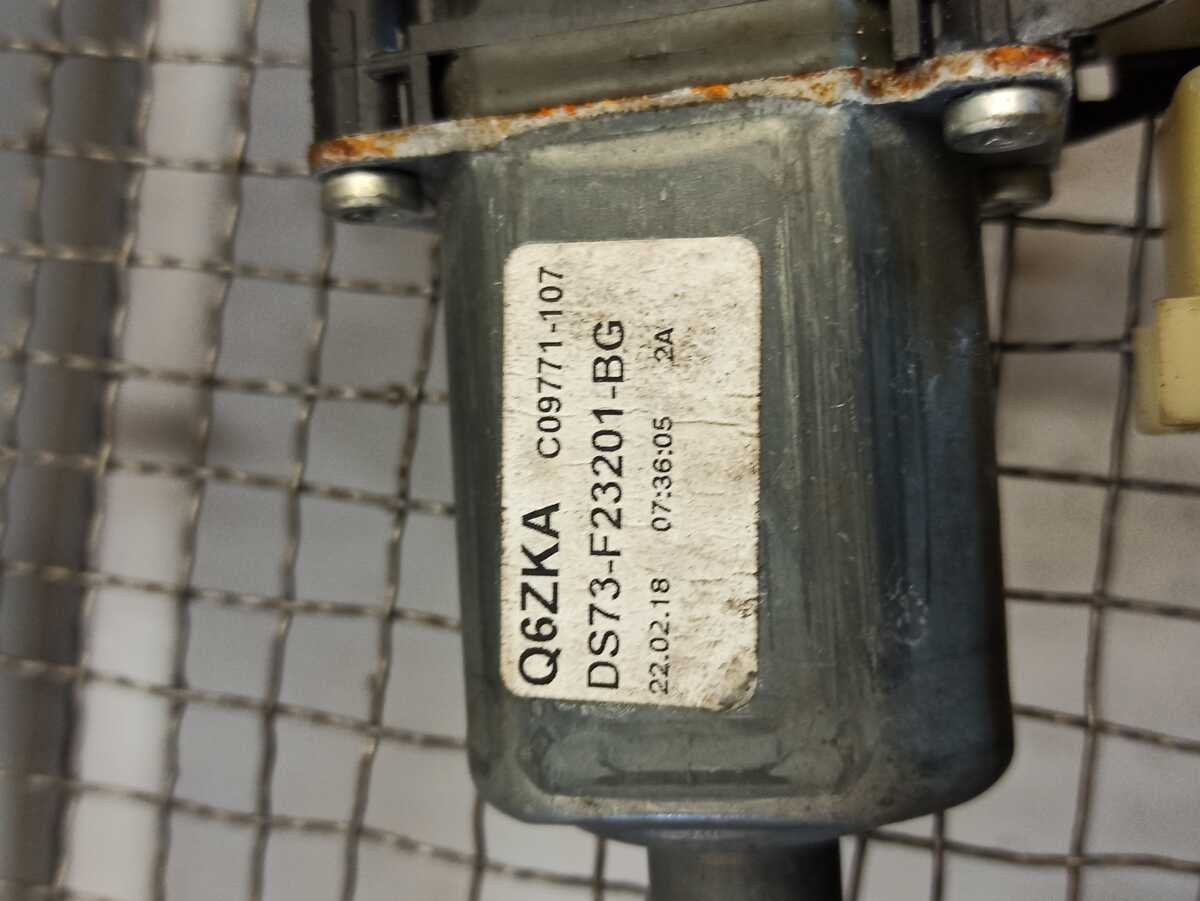 Q6ZKA C09771-107
DS73-F23201-BG
22.02.18 07:36:05 2A